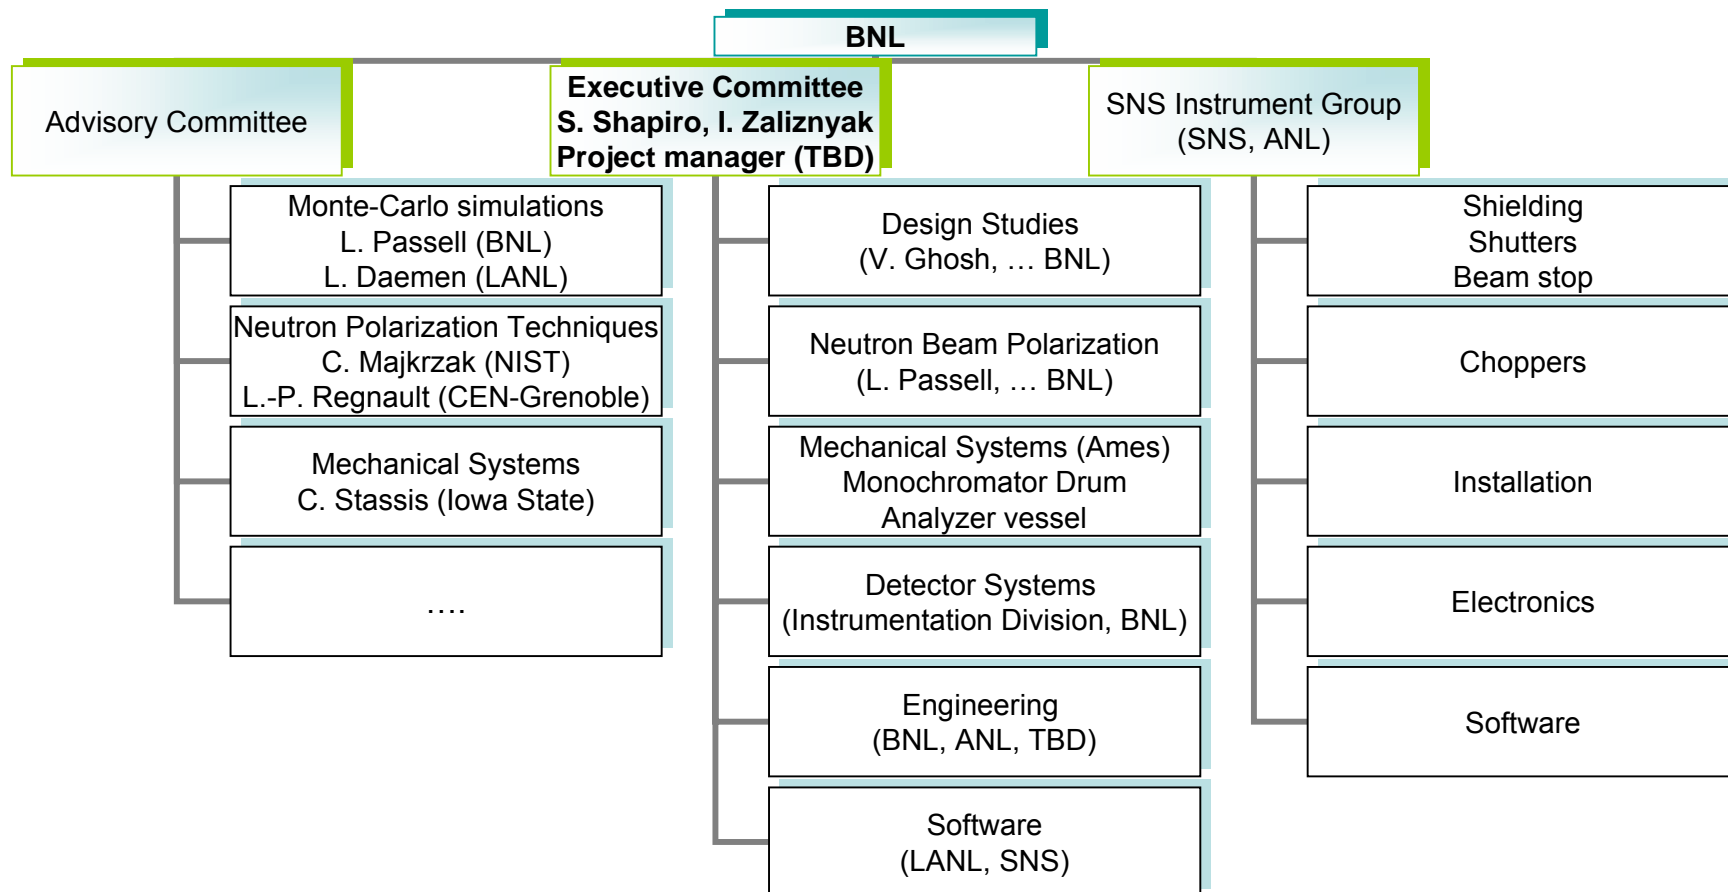 BNL
Advisory Committee
Executive Committee
S. Shapiro, I. Zaliznyak
Project manager (TBD)
SNS Instrument Group
(SNS, ANL)
Monte-Carlo simulations
L. Passell (BNL)
L. Daemen (LANL)
Neutron Polarization Techniques
C. Majkrzak (NIST)
L.-P. Regnault (CEN-Grenoble)
Mechanical Systems
C. Stassis (Iowa State)
….
Design Studies
(V. Ghosh, … BNL)
Neutron Beam Polarization
(L. Passell, … BNL)
Mechanical Systems (Ames)
Monochromator Drum
Analyzer vessel
Detector Systems
(Instrumentation Division, BNL)
Engineering
(BNL, ANL, TBD)
Software
(LANL, SNS)
Shielding
Shutters
Beam stop
Choppers
Installation
Electronics
Software